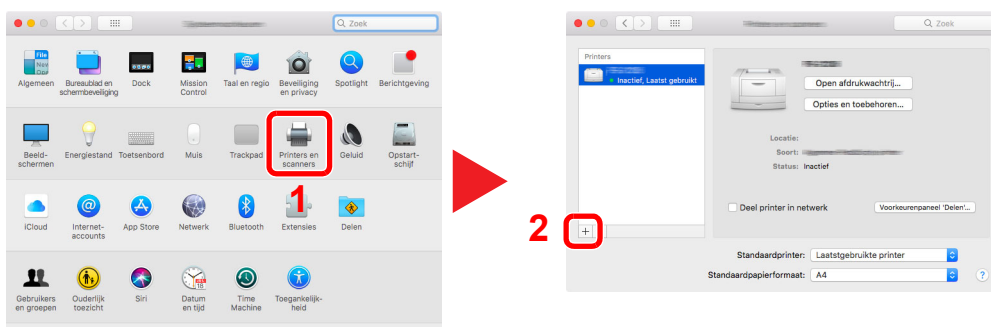 Zoek
File
Nav
Algemeen
Bureaublad en
schermbeveiliging
Dock
Mission
Control
Taal en regio
Beveiliging
en privacy
Spotlight
Berichtgeving
Beeld-
schermen
Energiestand
Toetsenbord
Muis
Trackpad
Printers en
scanners
Geluid
Opstart-
schijf
1
iCloud
Internet-
accounts
App Store
Netwerk
Bluetooth
Extensies
Delen
Gebruikers
en groepen
Ouderlijk
toezicht
Siri
18
Datum
en tijd
Time
Machine
Toegankelijk-
heid
Zoek
Printers
Inactief, Laatst gebruikt
Open afdrukwachtrij...
Opties en toebehoren...
Locatie:
Soort:
Status: Inactief
Deel printer in netwerk
Voorkeurenpaneel 'Delen'...
2
+
Standaardprinter: Laatstgebruikte printer
Standaardpapierformaat: A4
?